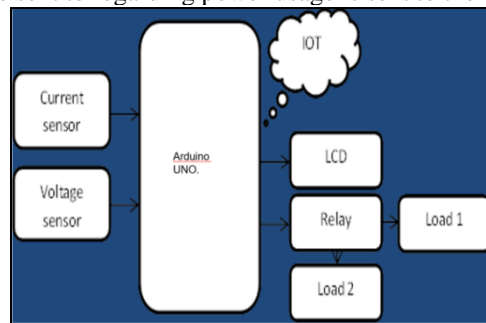 IOT
Current
sensor
Voltage
sensor
Arduino
UNO.
LCD
Relay
Load 1
Load 2